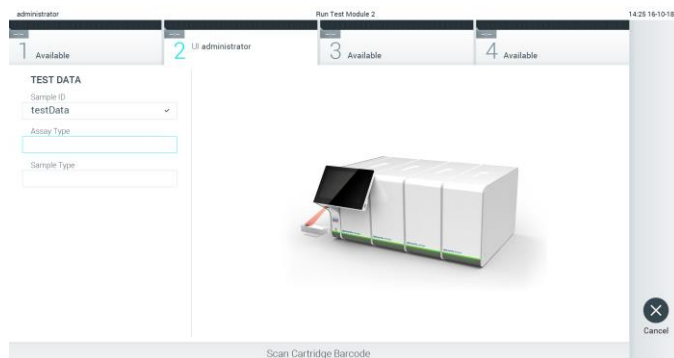 administrator
Run Test Module 2
14:25 16-10-18
--:--
--:--
--:--
--:--
1 Available
2 UI administrator
3 Available
4 Available
TEST DATA
Sample ID
testData
Assay Type
Sample Type
Cancel
Scan Cartridge Barcode